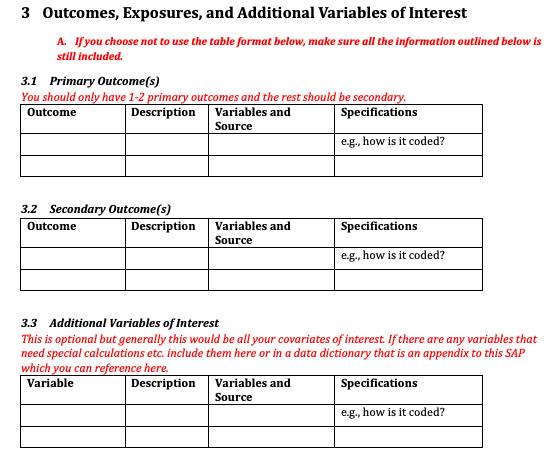 3 Outcomes, Exposures, and Additional Variables of Interest
A. If you choose not to use the table format below, make sure all the information outlined below is
still included.
3.1 Primary Outcome(s)
You should only have 1-2 primary outcomes and the rest should be secondary.
Outcome Description Variables and Source Specifications
e.g., how is it coded?
3.2 Secondary Outcome(s)
Outcome Description Variables and Source Specifications
e.g., how is it coded?
3.3 Additional Variables of Interest
This is optional but generally this would be all your covariates of interest. If there are any variables that
need special calculations etc. include them here or in a data dictionary that is an appendix to this SAP
which you can reference here.
Variable Description Variables and Source Specifications
e.g., how is it coded?